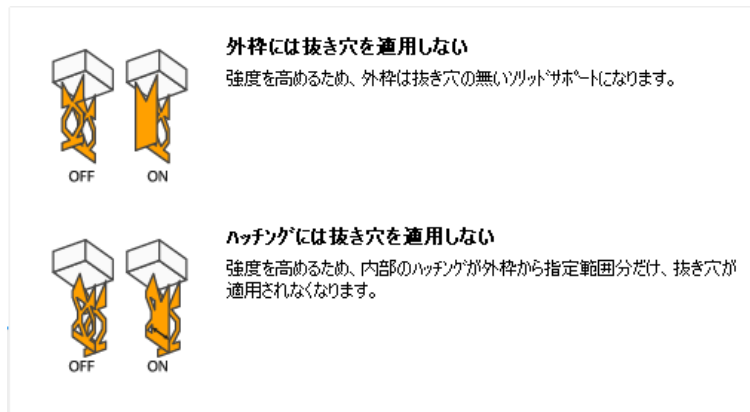 外枠には抜き穴を適用しない
強度を高めるため、外枠は抜き穴の無いｿﾘｯﾄﾞｻﾎﾟｰﾄになります。
OFF ON
ﾊｯﾁﾝｸﾞには抜き穴を適用しない
強度を高めるため、内部のﾊｯﾁﾝｸﾞが外枠から指定範囲分だけ、抜き穴が
適用されなくなります。
OFF ON